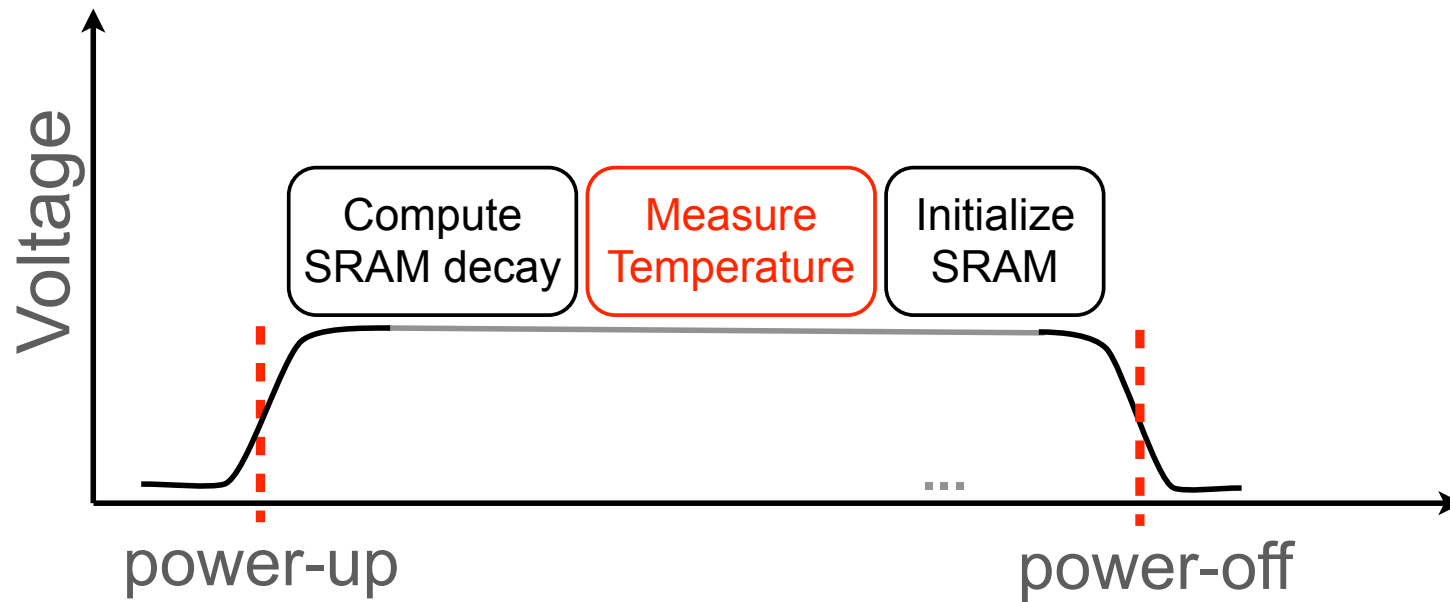 Voltage
Compute
SRAM decay
Measure
Temperature
Initialize
SRAM
...
power-up
power-off